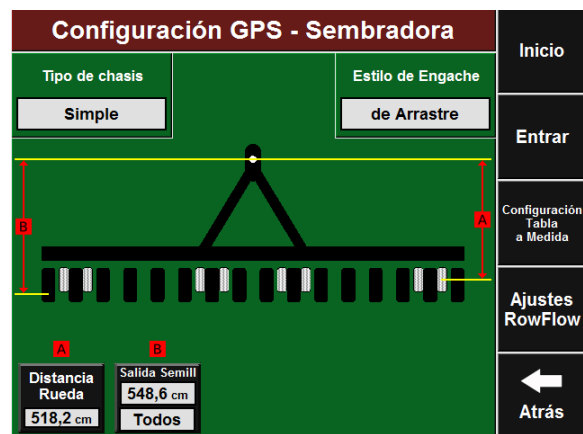 Configuración GPS - Sembradora
Tipo de chasis
Simple
Estilo de Engache
de Arrastre
B
A
A
B
Distancia
Rueda
518,2 cm
Salida Semill
548,6 cm
Todos
Inicio
Entrar
Configuración
Tabla
a Medida
Ajustes
RowFlow
Atrás